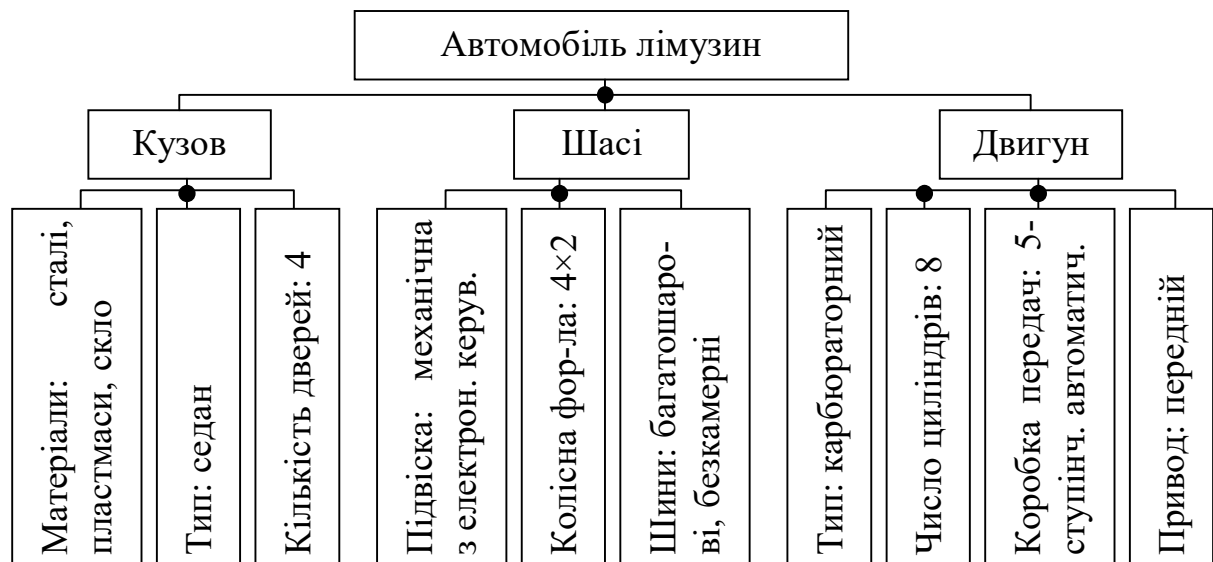 Автомобіль лімузин
Кузов
Шасі
Двигун
Матеріали: сталі,
пластмаси, скло
Тип: седан
Кількість дверей: 4
Підвіска: механічна
з електрон. керув.
Колісна фор-ла: 4×2
Шини: багатошаро-
ві, безкамерні
Тип: карбюраторний
Число циліндрів: 8
Коробка передач: 5-
ступінч. автоматич.
Привод: передній